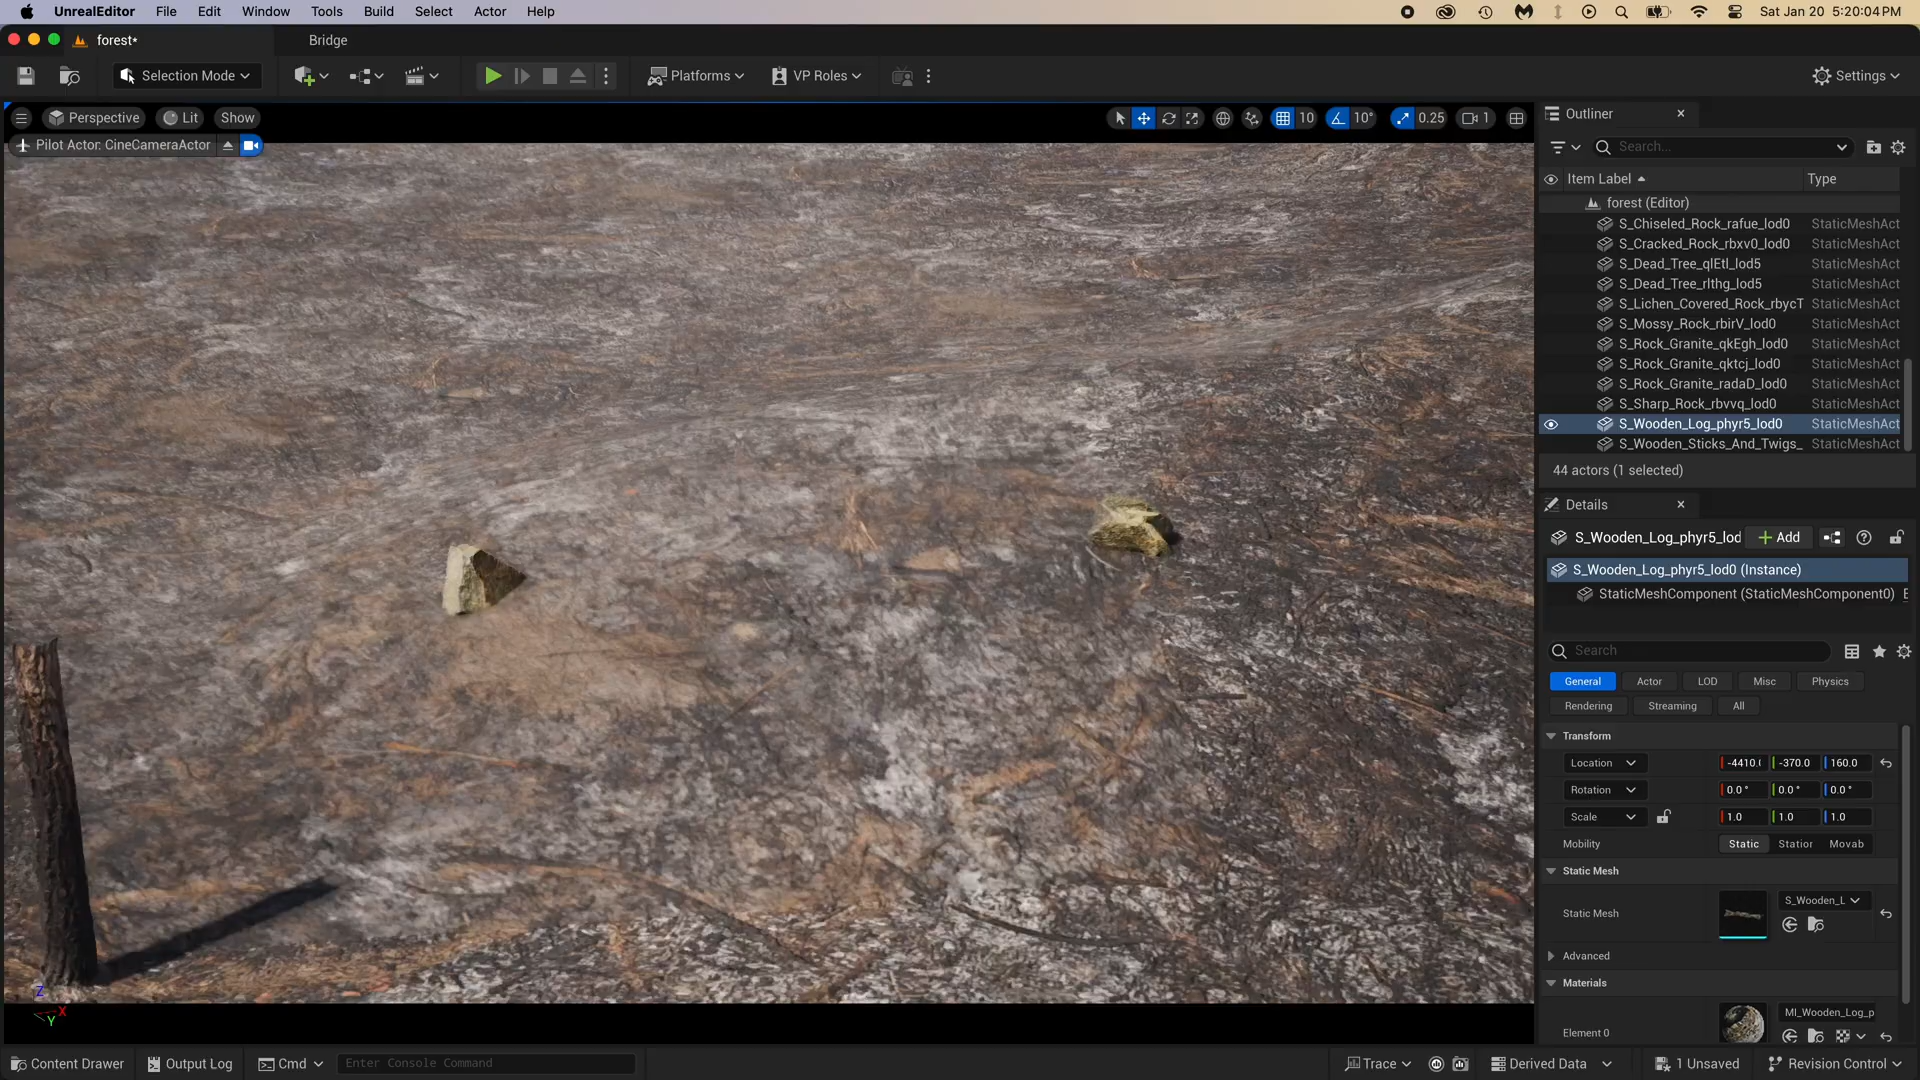 UnrealEditor File Edit Window Tools Build Select Actor Help Sat Jan 20 5:20:04 PM
forest* Bridge
Selection Mode Platforms VP Roles Settings
Perspective Lit Show 10 10° 0.25 1
Pilot Actor: CineCameraActor
Outliner
Search...
Item Label Type
forest (Editor)
S_Chiseled_Rock_rafue_lod0 StaticMeshAct
S_Cracked_Rock_rbxv0_lod0 StaticMeshAct
S_Dead_Tree_qlEtl_lod5 StaticMeshAct
S_Dead_Tree_rlthg_lod5 StaticMeshAct
S_Lichen_Covered_Rock_rbycT StaticMeshAct
S_Mossy_Rock_rbirV_lod0 StaticMeshAct
S_Rock_Granite_qkEgh_lod0 StaticMeshAct
S_Rock_Granite_qktcj_lod0 StaticMeshAct
S_Rock_Granite_radaD_lod0 StaticMeshAct
S_Sharp_Rock_rbvvq_lod0 StaticMeshAct
S_Wooden_Log_phyr5_lod0 StaticMeshAct
S_Wooden_Sticks_And_Twigs_ StaticMeshAct
44 actors (1 selected)
Details
S_Wooden_Log_phyr5_lod Add
S_Wooden_Log_phyr5_lod0 (Instance)
StaticMeshComponent (StaticMeshComponent0) E
Search
General Actor LOD Misc Physics
Rendering Streaming All
Transform
Location -4410.( -370.0 160.0
Rotation 0.0° 0.0° 0.0°
Scale 1.0 1.0 1.0
Mobility Static Station Movab
Static Mesh
Static Mesh S_Wooden_L
Advanced
Materials
Element 0 MI_Wooden_Log_p
Z
X
Y
Content Drawer Output Log Cmd Enter Console Command Trace Derived Data 1 Unsaved Revision Control